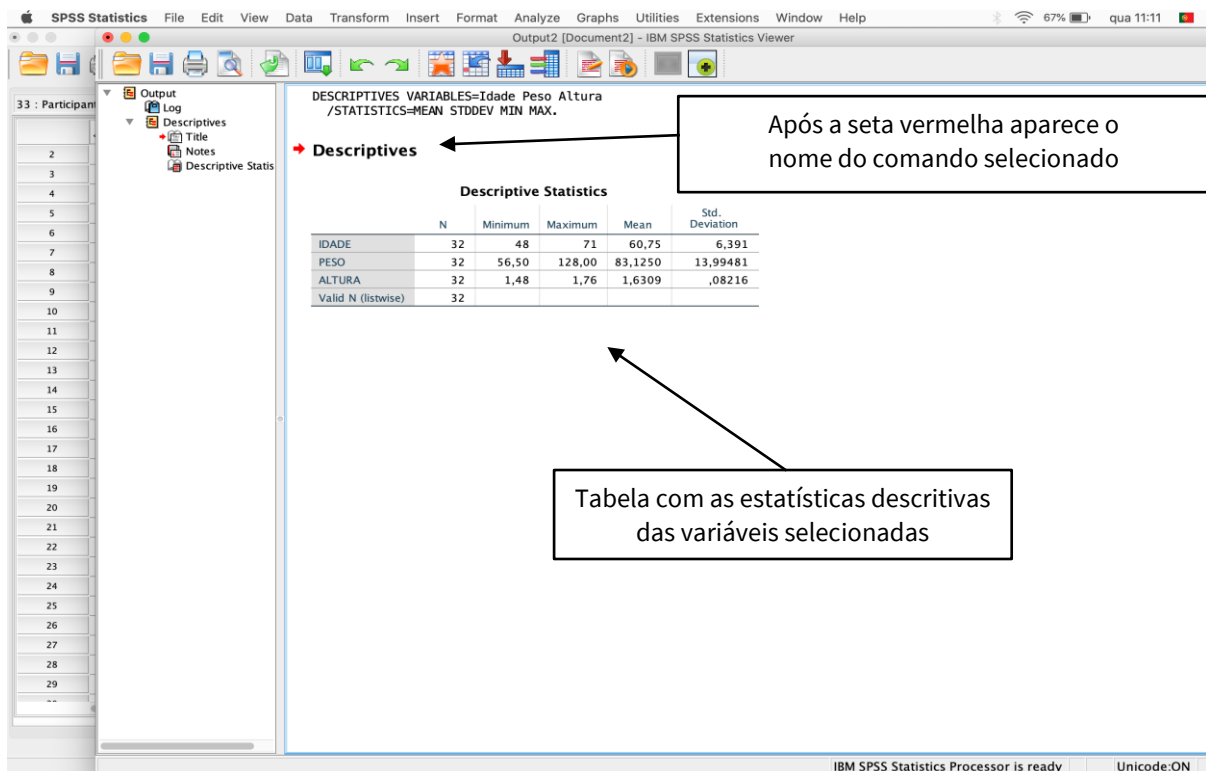 SPSS Statistics File Edit View Data Transform Insert Format Analyze Graphs Utilities Extensions Window Help 67% qua 11:11
Output2 [Document2] - IBM SPSS Statistics Viewer
33 : Participan
2
3
4
5
6
7
8
9
10
11
12
13
14
15
16
17
18
19
20
21
22
23
24
25
26
27
28
29
Output
Log
Descriptives
Title
Notes
Descriptive Statis
DESCRIPTIVES VARIABLES=Idade Peso Altura
/STATISTICS=MEAN STDDEV MIN MAX.
Após a seta vermelha aparece o
nome do comando selecionado
Descriptives
Descriptive Statistics
N Minimum Maximum Mean Std. Deviation
IDADE 32 48 71 60,75 6,391
PESO 32 56,50 128,00 83,1250 13,99481
ALTURA 32 1,48 1,76 1,6309 ,08216
Valid N (listwise) 32
Tabela com as estatísticas descritivas
das variáveis selecionadas
IBM SPSS Statistics Processor is ready Unicode:ON